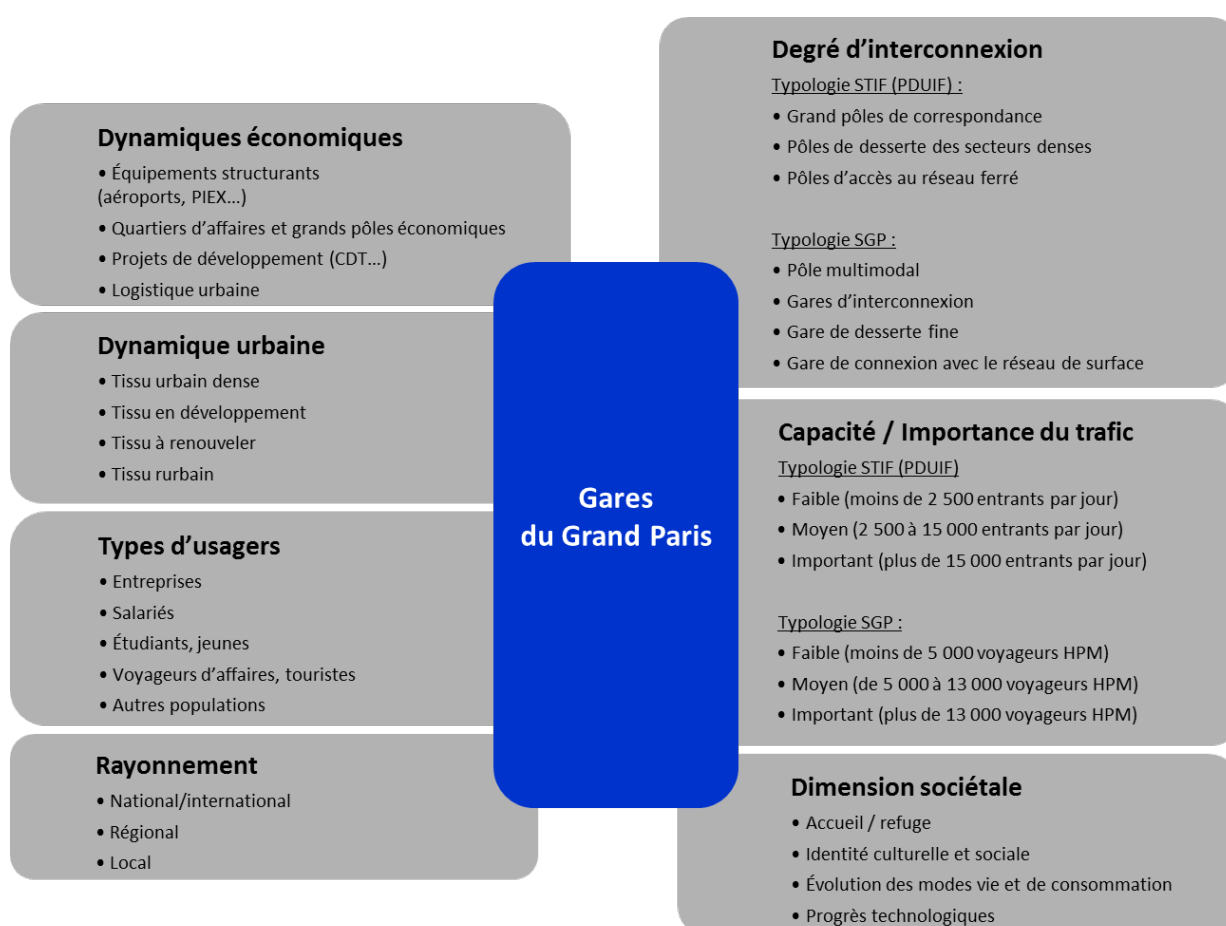 Dynamiques économiques
• Équipements structurants
(aéroports, PIEX...)
• Quartiers d’affaires et grands pôles économiques
• Projets de développement (CDT...)
• Logistique urbaine
Dynamique urbaine
• Tissu urbain dense
• Tissu en développement
• Tissu à renouveler
• Tissu rurbain
Types d’usagers
• Entreprises
• Salariés
• Étudiants, jeunes
• Voyageurs d’affaires, touristes
• Autres populations
Rayonnement
• National/international
• Régional
• Local
Gares
du Grand Paris
Degré d’interconnexion
Typologie STIF (PDUIF) :
• Grand pôles de correspondance
• Pôles de desserte des secteurs denses
• Pôles d’accès au réseau ferré
Typologie SGP :
• Pôle multimodal
• Gares d’interconnexion
• Gare de desserte fine
• Gare de connexion avec le réseau de surface
Capacité / Importance du trafic
Typologie STIF (PDUIF)
• Faible (moins de 2 500 entrants par jour)
• Moyen (2 500 à 15 000 entrants par jour)
• Important (plus de 15 000 entrants par jour)
Typologie SGP :
• Faible (moins de 5 000 voyageurs HPM)
• Moyen (de 5 000 à 13 000 voyageurs HPM)
• Important (plus de 13 000 voyageurs HPM)
Dimension sociétale
• Accueil / refuge
• Identité culturelle et sociale
• Évolution des modes vie et de consommation
• Progrès technologiques